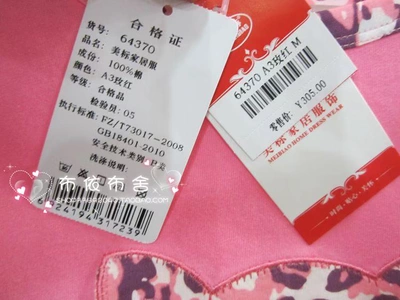 合格证
货号: 64370
品名: 美标家居服
成份: 100%棉
颜色: A3玫红
等级: 合格品
检验员: 05
执行标准: FZ/T73017-2008
GB18401-2010
安全技术类别:
洗涤说明:
布依布舍
64370 A3玫红 M
零售价: ¥305.00
美标家居服饰
MEIBIAO HOME DRESS WEAR